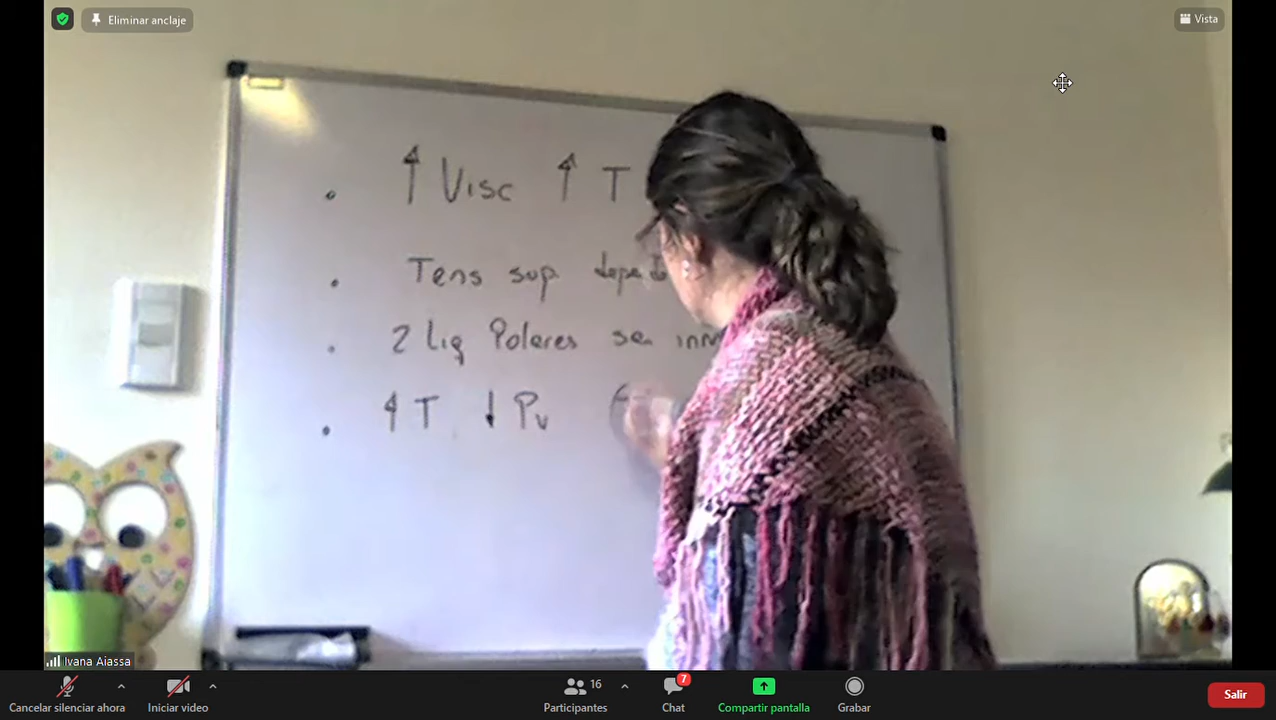 Eliminar anclaje
Vista
↑ Visc ↑ T
Tens sup
2 Liq Polares
↑ T ↓ Pv
Ivana Aiassa
Cancelar silenciar ahora
Iniciar video
16
Participantes
7
Chat
Compartir pantalla
Grabar
Salir